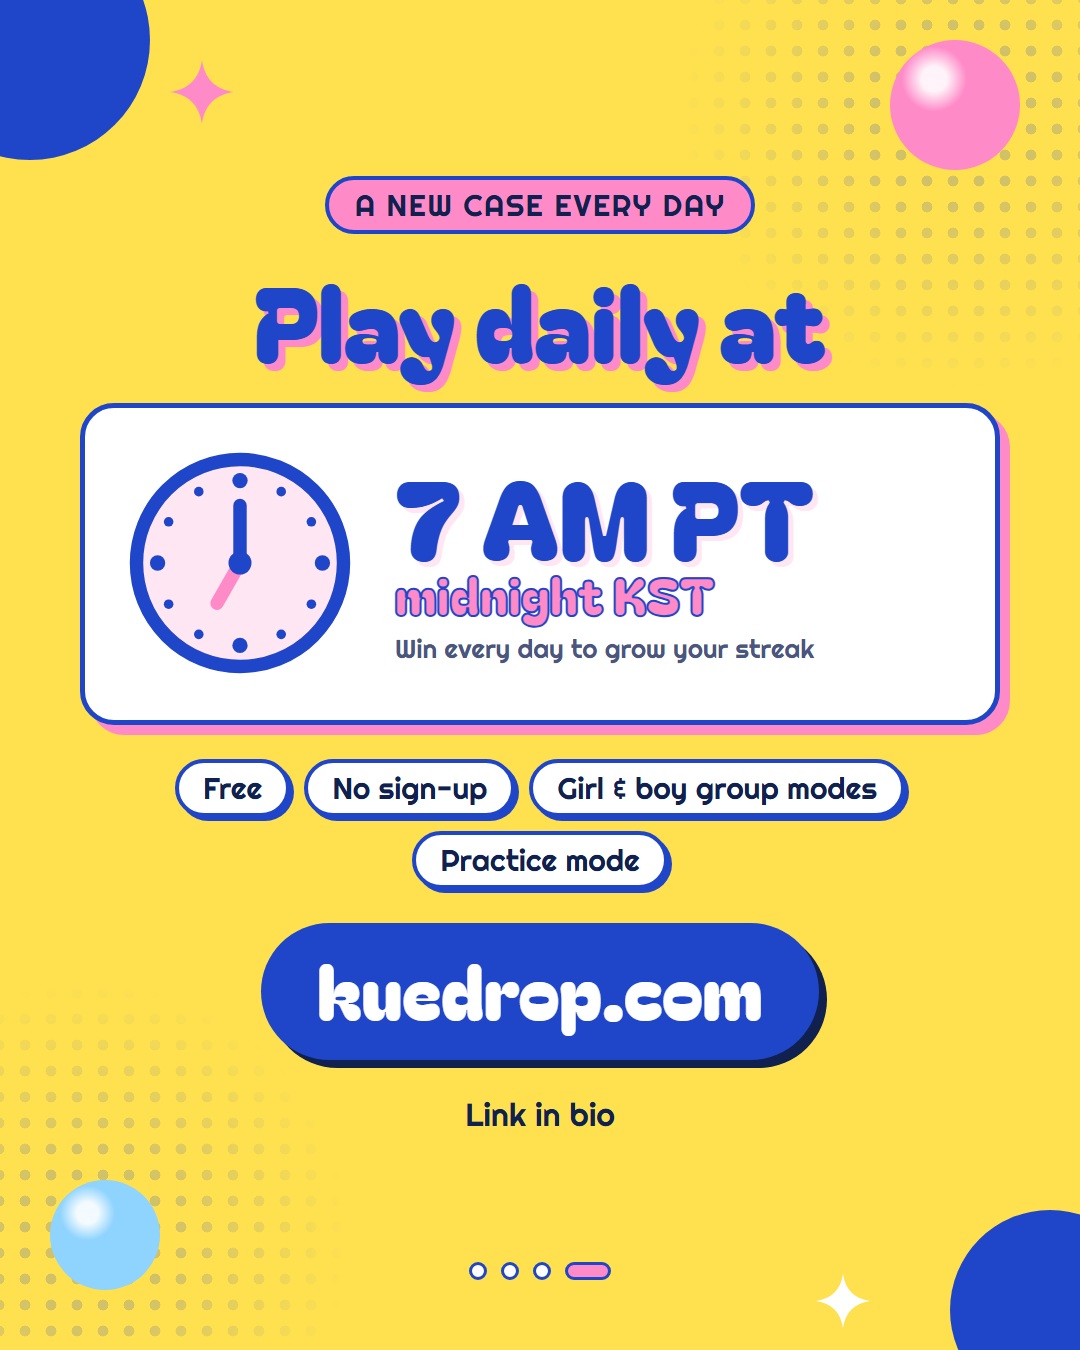 A NEW CASE EVERY DAY
Play daily at
7 AM PT
midnight KST
Win every day to grow your streak
Free
No sign-up
Girl & boy group modes
Practice mode
kuedrop.com
Link in bio